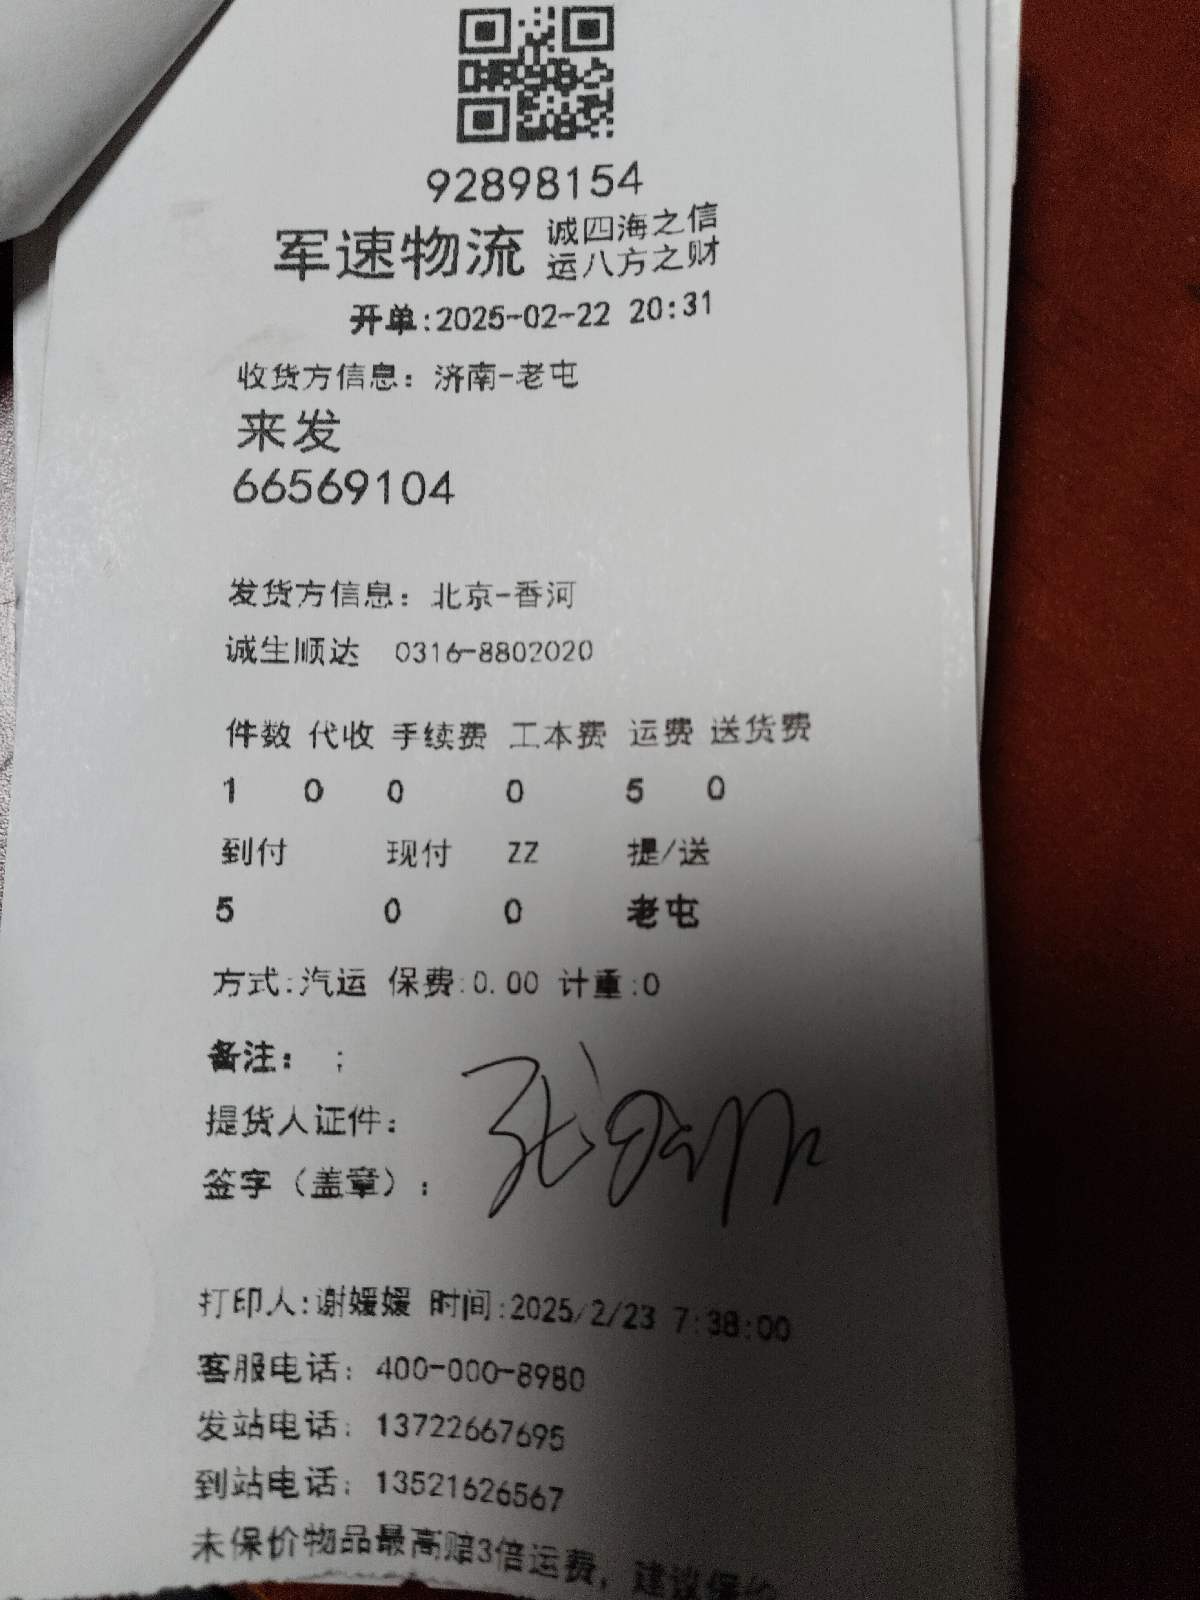 92898154
军速物流 诚四海之信
运八方之财
开单:2025-02-22 20:31
收货方信息：济南-老屯
来发
66569104
发货方信息：北京-香河
诚生顺达 0316-8802020
件数 代收 手续费 工本费 运费 送货费
1 0 0 0 5 0
到付 现付 ZZ 提/送
5 0 0 老屯
方式:汽运 保费:0.00 计重:0
备注： ;
提货人证件：
签字（盖章）：
打印人:谢媛媛 时间:2025/2/23 7:38:00
客服电话：400-000-8980
发站电话：13722667695
到站电话：13521626567
未保价物品最高赔3倍运费，建议保价